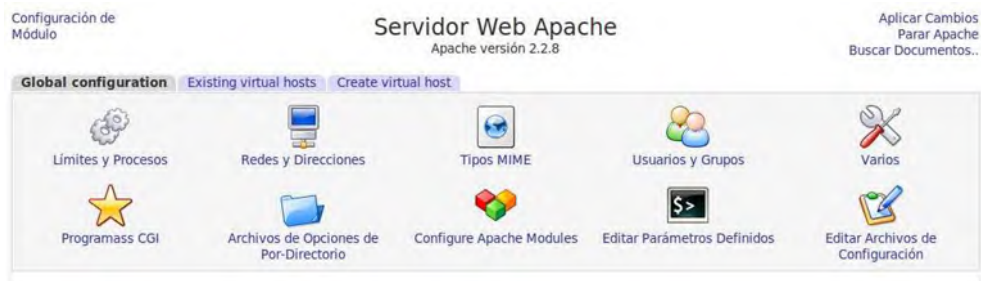 Configuración de
Módulo
Servidor Web Apache
Apache versión 2.2.8
Aplicar Cambios
Parar Apache
Buscar Documentos..
Global configuration Existing virtual hosts Create virtual host
Límites y Procesos Redes y Direcciones Tipos MIME Usuarios y Grupos Varios
$>
Programass CGI Archivos de Opciones de Por-Directorio Configure Apache Modules Editar Parámetros Definidos Editar Archivos de Configuración